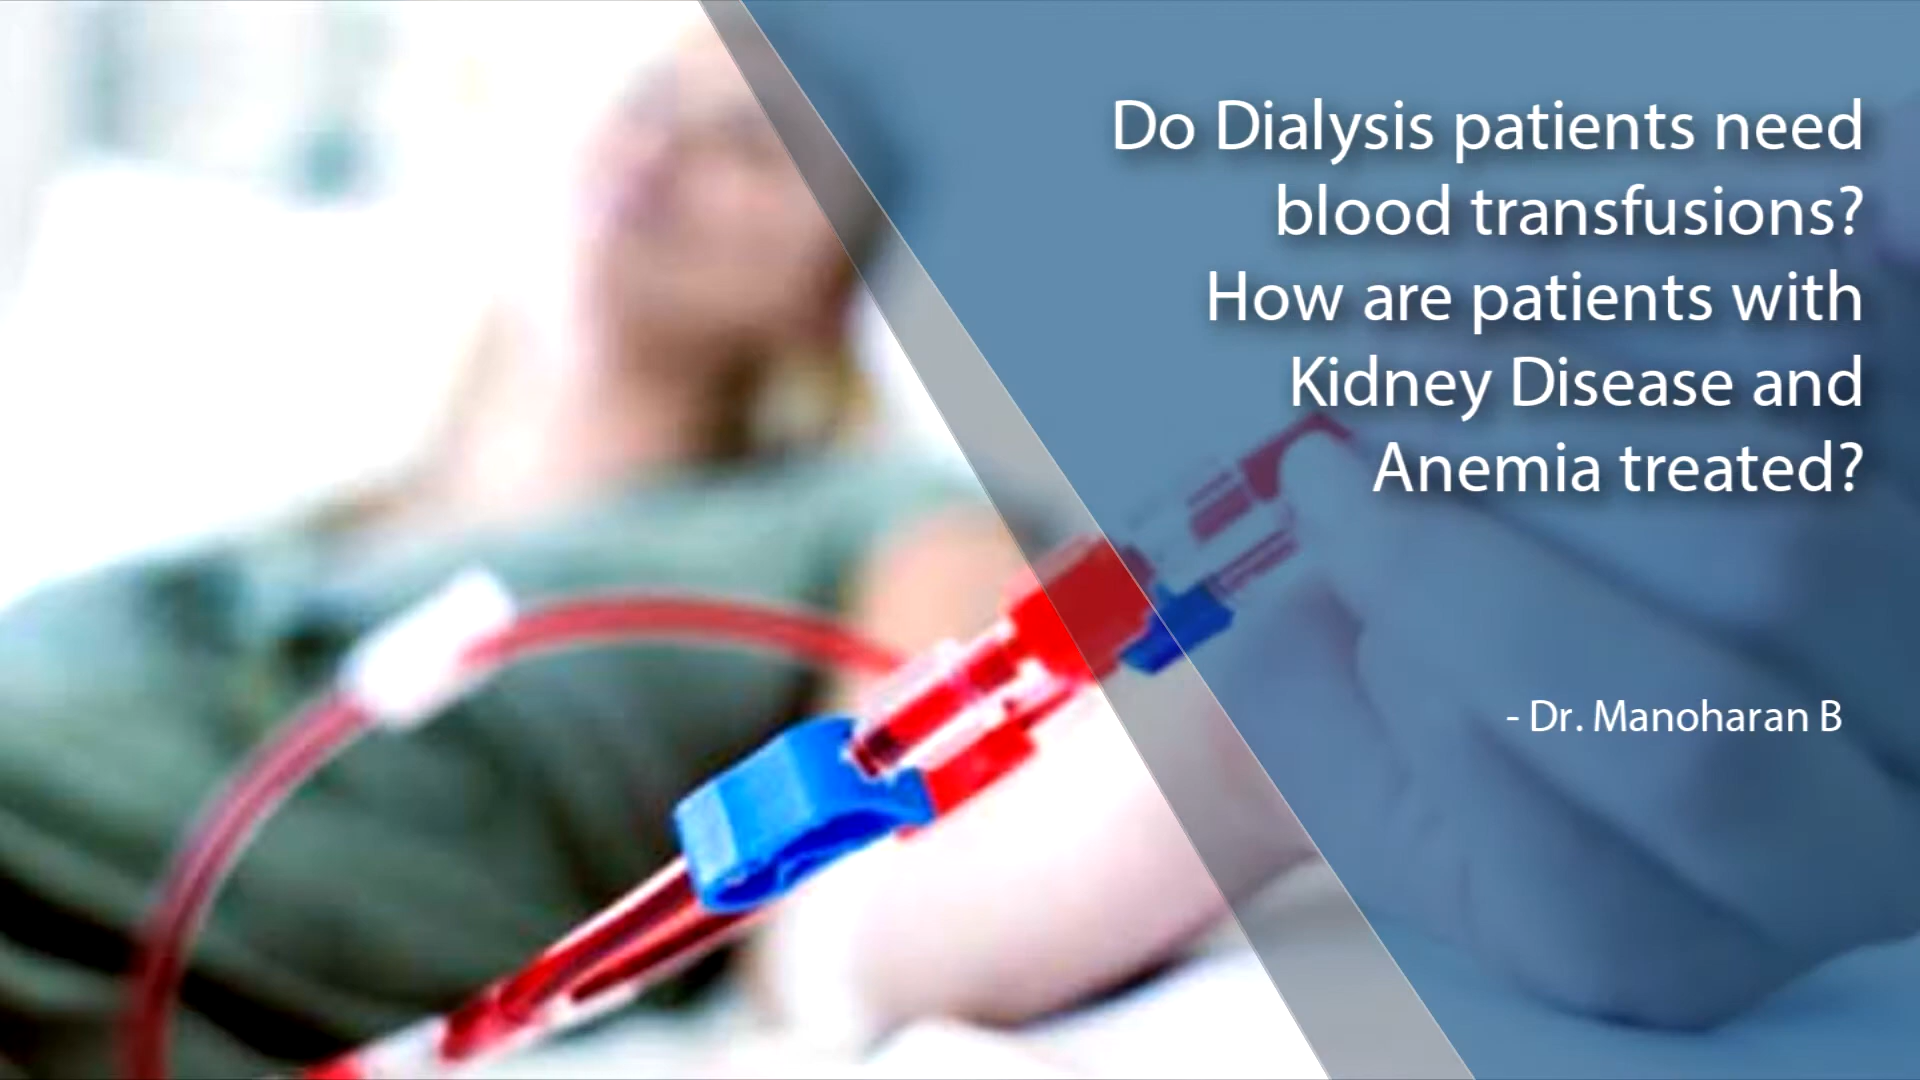 Do Dialysis patients need
blood transfusions?
How are patients with
Kidney Disease and
Anemia treated?
- Dr. Manoharan B